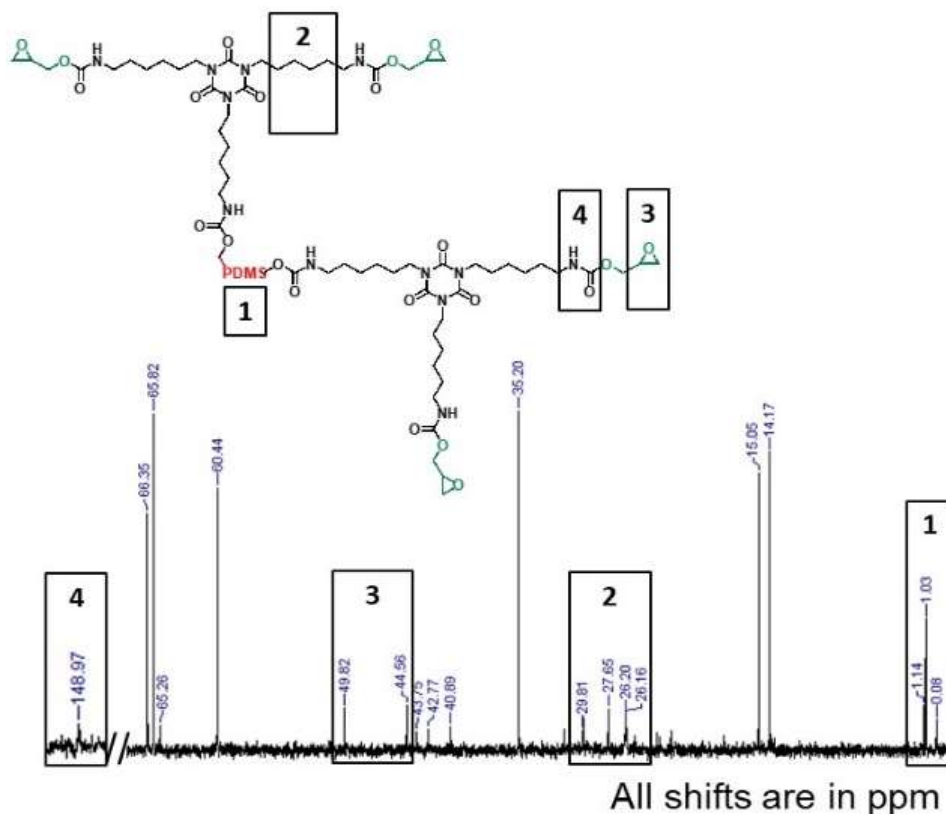 2
O H O H O
O N N N N O
O O N O O
NH
O O
4 3
PDMS O H O H O
O N N N N O
1 O O N O O
NH
O O
O
66.35 65.82 65.26 60.44 35.20 15.05 14.17
4 3 2 1
148.97 49.82 44.56 43.75 42.77 40.89 29.81 27.65 26.20 26.16 1.14 1.03 0.08
All shifts are in ppm